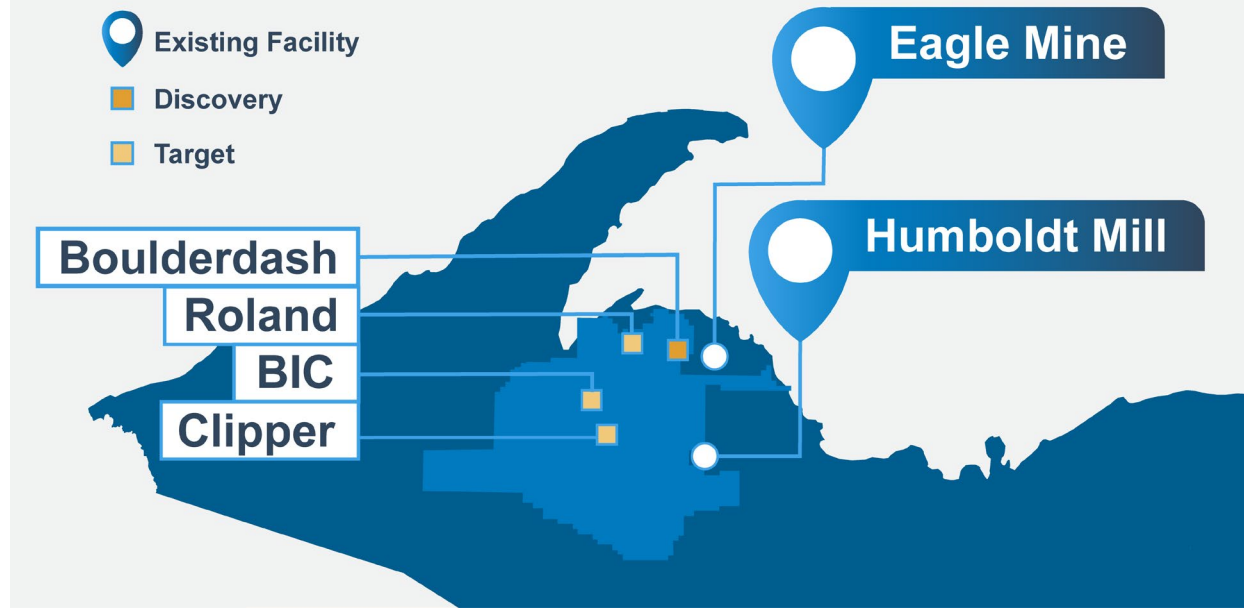 Existing Facility
Discovery
Target
Eagle Mine
Humboldt Mill
Boulderdash
Roland
BIC
Clipper